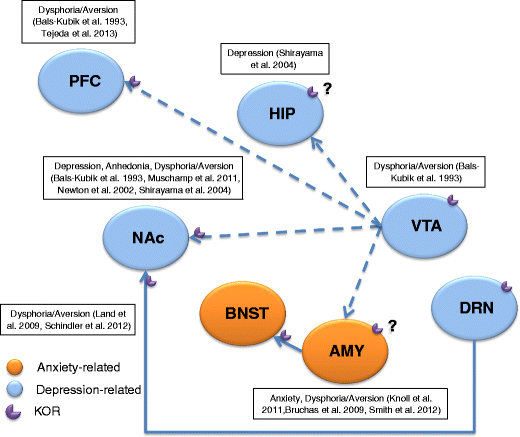 Dysphoria/Aversion
(Bals-Kubik et al. 1993,
Tejeda et al. 2013)
PFC
Depression (Shirayama
et al. 2004)
?
HIP
Depression, Anhedonia, Dysphoria/Aversion
(Bals-Kubik et al. 1993, Muschamp et al. 2011,
Newton et al. 2002, Shirayama et al. 2004)
Dysphoria/Aversion (Bals-
Kubik et al. 1993)
NAc
VTA
Dysphoria/Aversion (Land
et al. 2009, Schindler et al. 2012)
BNST
DRN
AMY
?
Anxiety-related
Depression-related
KOR
Anxiety, Dysphoria/Aversion (Knoll et al.
2011,Bruchas et al. 2009, Smith et al. 2012)